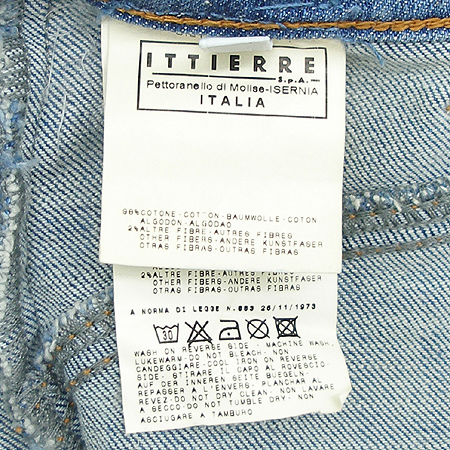 ITTIERRE
S.p.A.
Pettoranello di Molise-ISERNIA
ITALIA
98%COTONE-COTTON-BAUMWOLLE-COTON
ALGODON-ALGODAO
2%ALTRE FIBRE-AUTRES FIBRES
OTHER FIBERS-ANDERE KUNSTFASER
OTRAS FIBRAS-OUTRAS FIBRAS
2%ALTRE FIBRE-AUTRES FIBRES
OTHER FIBERS-ANDERE KUNSTFASER
OTRAS FIBRAS-OUTRAS FIBRAS
A NORMA DI LEGGE N.883 26/11/1973
30
WASH ON REVERSE SIDE - MACHINE WASH,
LUKEWARM-DO NOT BLEACH- NON
CANDEGGIARE-COOL IRON ON REVERSE
SIDE - STIRARE IL CAPO AL ROVESCIO-
AUF DER INNEREN SEITE BUEGELN-
REPASSER A L'ENVERS- PLANCHAR AL
REVEZ-DO NOT DRY CLEAN- NON LAVARE
A SECCO-DO NOT TUMBLE DRY- NON
ASCIUGARE A TAMBURO